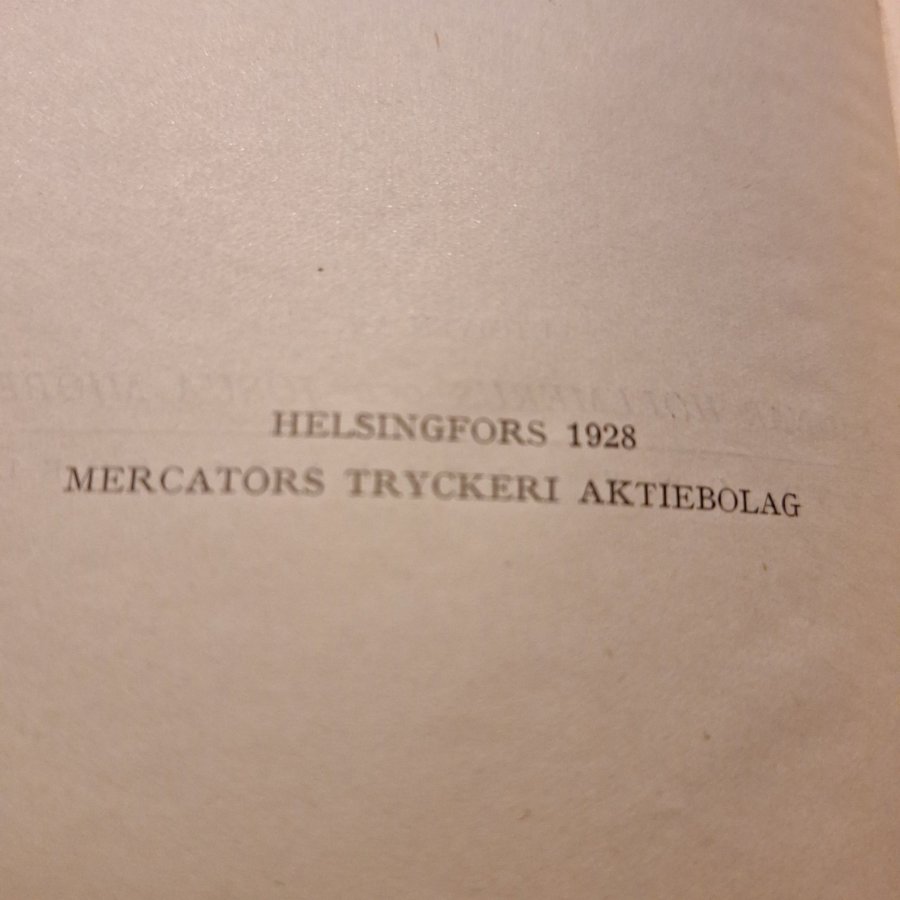 HELSINGFORS 1928
MERCATORS TRYCKERI AKTIEBOLAG